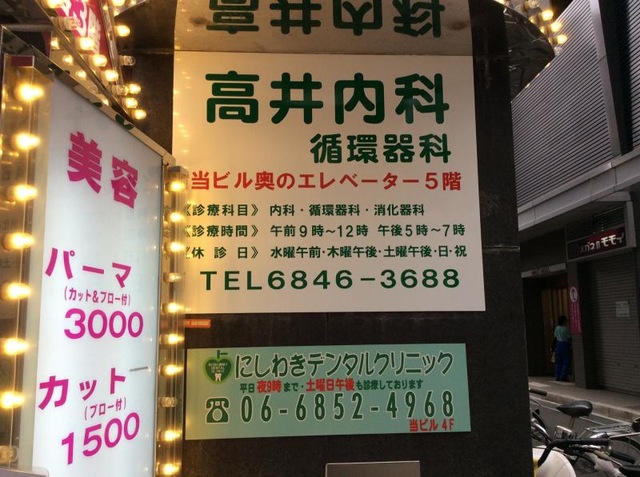 高井内科
高井内科
循環器科
当ビル奥のエレベーター5階
《診療科目》 内科・循環器科・消化器科
《診療時間》 午前9時〜12時 午後5時〜7時
《休診日》 水曜午前・木曜午後・土曜午後・日・祝
TEL6846-3688
美容
パーマ
(カット&ブロー付)
3000
カット
(ブロー付)
1500
にしわきデンタルクリニック
平日夜9時まで・土曜日午後も診療しております
☎06-6852-4968
当ビル4F